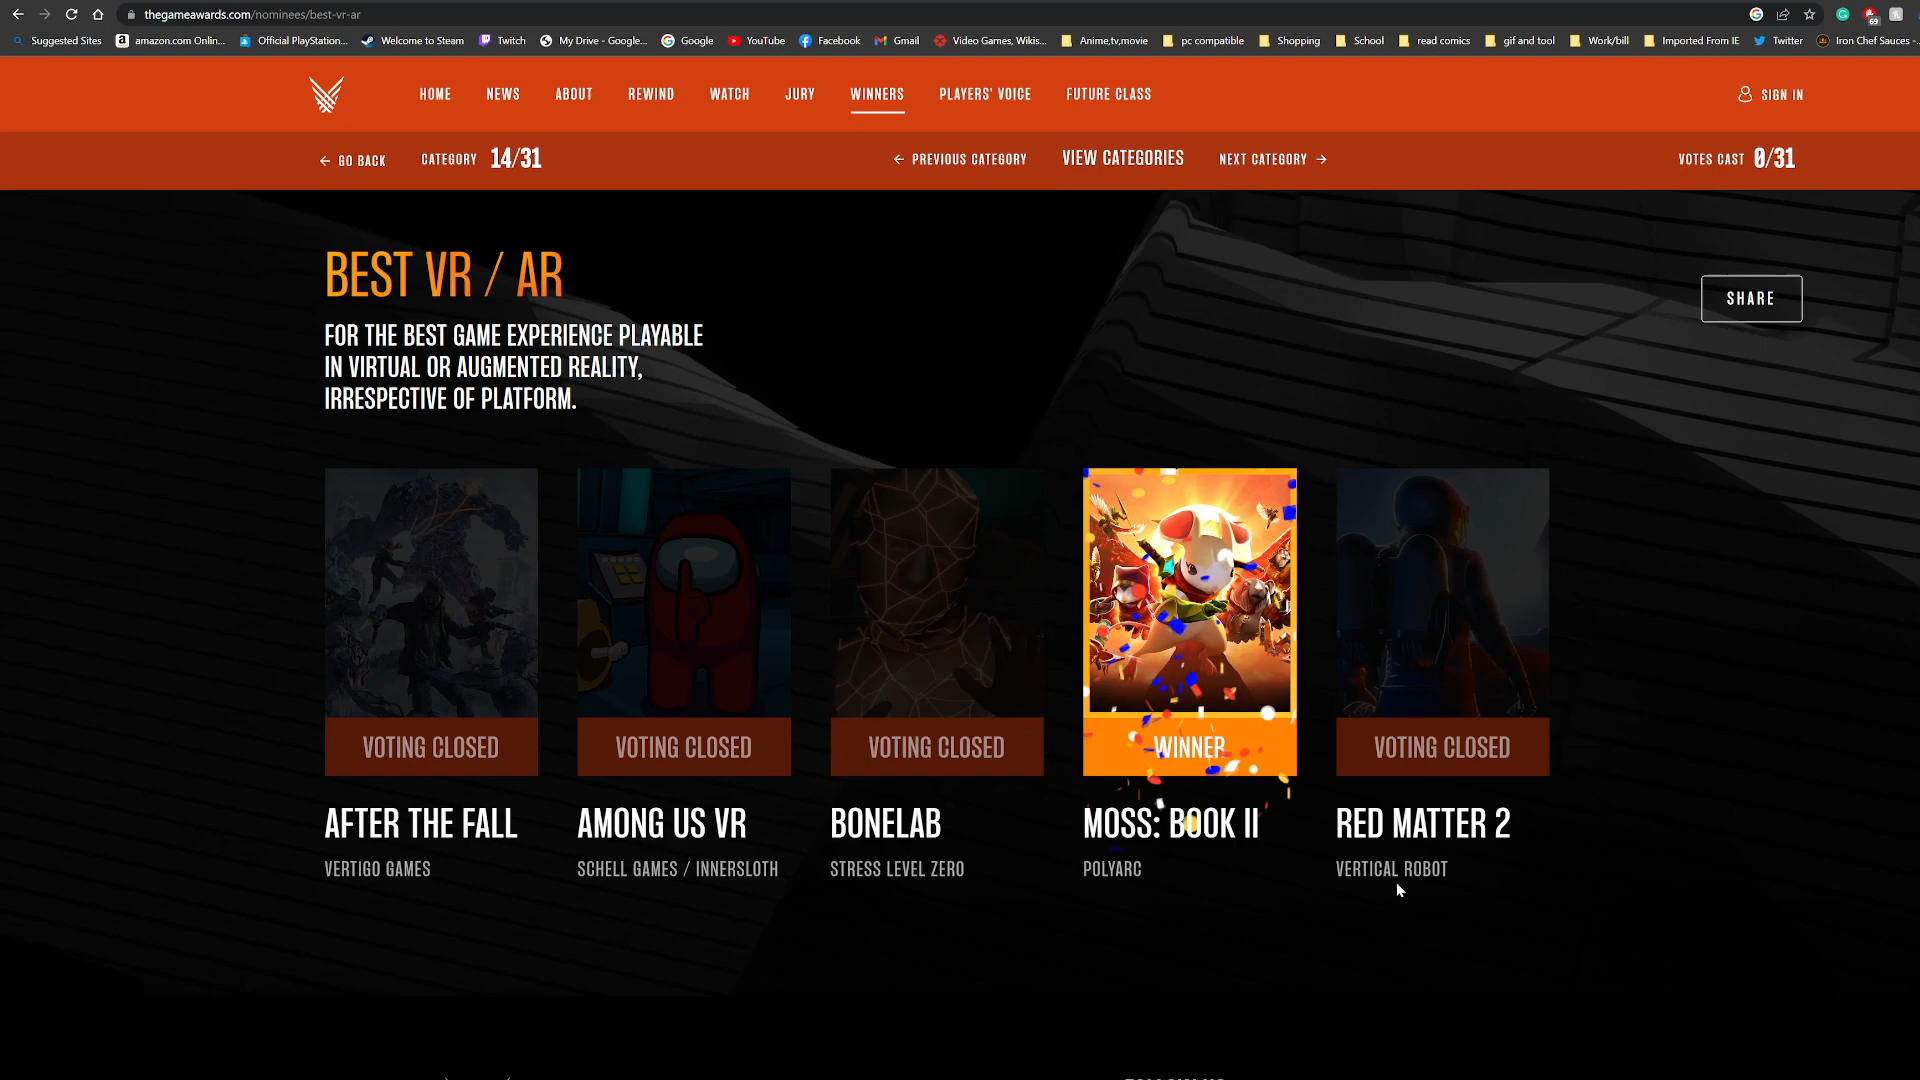 thegameawards.com/nominees/best-vr-ar
69
Suggested Sites
amazon.com Onlin...
Official PlayStation...
Welcome to Steam
Twitch
My Drive - Google...
Google
YouTube
Facebook
Gmail
Video Games, Wikis...
Anime,tv,movie
pc compatible
Shopping
School
read comics
gif and tool
Work/bill
Imported From IE
Twitter
Iron Chef Sauces -...
HOME
NEWS
ABOUT
REWIND
WATCH
JURY
WINNERS
PLAYERS' VOICE
FUTURE CLASS
SIGN IN
GO BACK
CATEGORY 14/31
PREVIOUS CATEGORY
VIEW CATEGORIES
NEXT CATEGORY
VOTES CAST 0/31
BEST VR / AR
FOR THE BEST GAME EXPERIENCE PLAYABLE
IN VIRTUAL OR AUGMENTED REALITY,
IRRESPECTIVE OF PLATFORM.
SHARE
VOTING CLOSED
AFTER THE FALL
VERTIGO GAMES
VOTING CLOSED
AMONG US VR
SCHELL GAMES / INNERSLOTH
VOTING CLOSED
BONELAB
STRESS LEVEL ZERO
WINNER
MOSS: BOOK II
POLYARC
VOTING CLOSED
RED MATTER 2
VERTICAL ROBOT